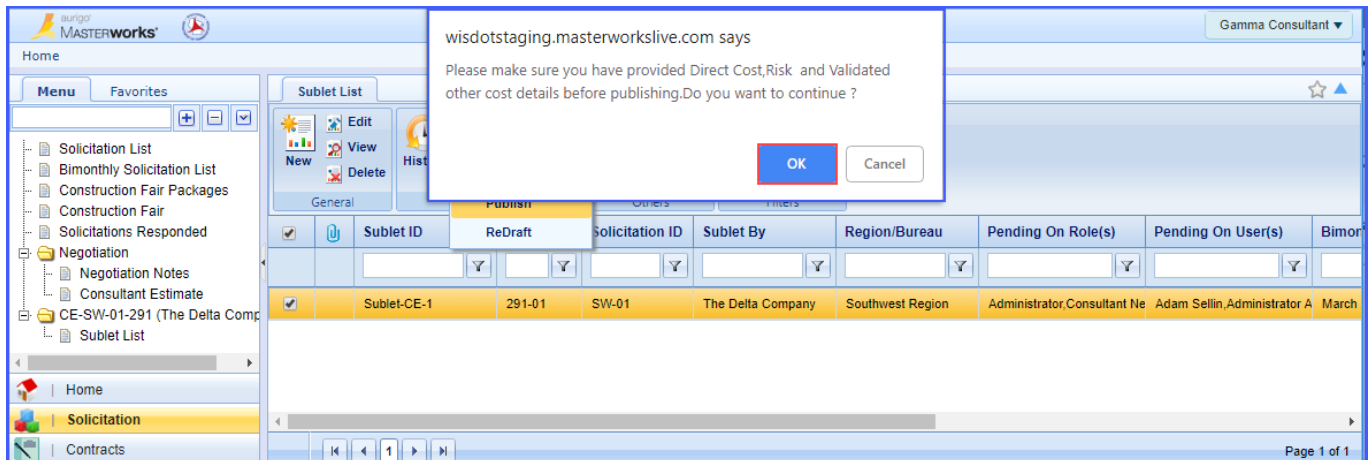 aurigo
MASTERworks'
Gamma Consultant
Home
wisdotstaging.masterworkslive.com says
Please make sure you have provided Direct Cost,Risk and Validated
other cost details before publishing.Do you want to continue ?
OK
Cancel
Menu
Favorites
Solicitation List
Bimonthly Solicitation List
Construction Fair Packages
Construction Fair
Solicitations Responded
Negotiation
Negotiation Notes
Consultant Estimate
CE-SW-01-291 (The Delta Comp
Sublet List
Home
Solicitation
Contracts
Sublet List
New
Edit
View
Delete
General
Hist
Publish
ReDraft
Others
Filters
Sublet ID
Solicitation ID
Sublet By
Region/Bureau
Pending On Role(s)
Pending On User(s)
Bimon
Sublet-CE-1
291-01
SW-01
The Delta Company
Southwest Region
Administrator,Consultant Ne
Adam Sellin,Administrator A
March
1
Page 1 of 1